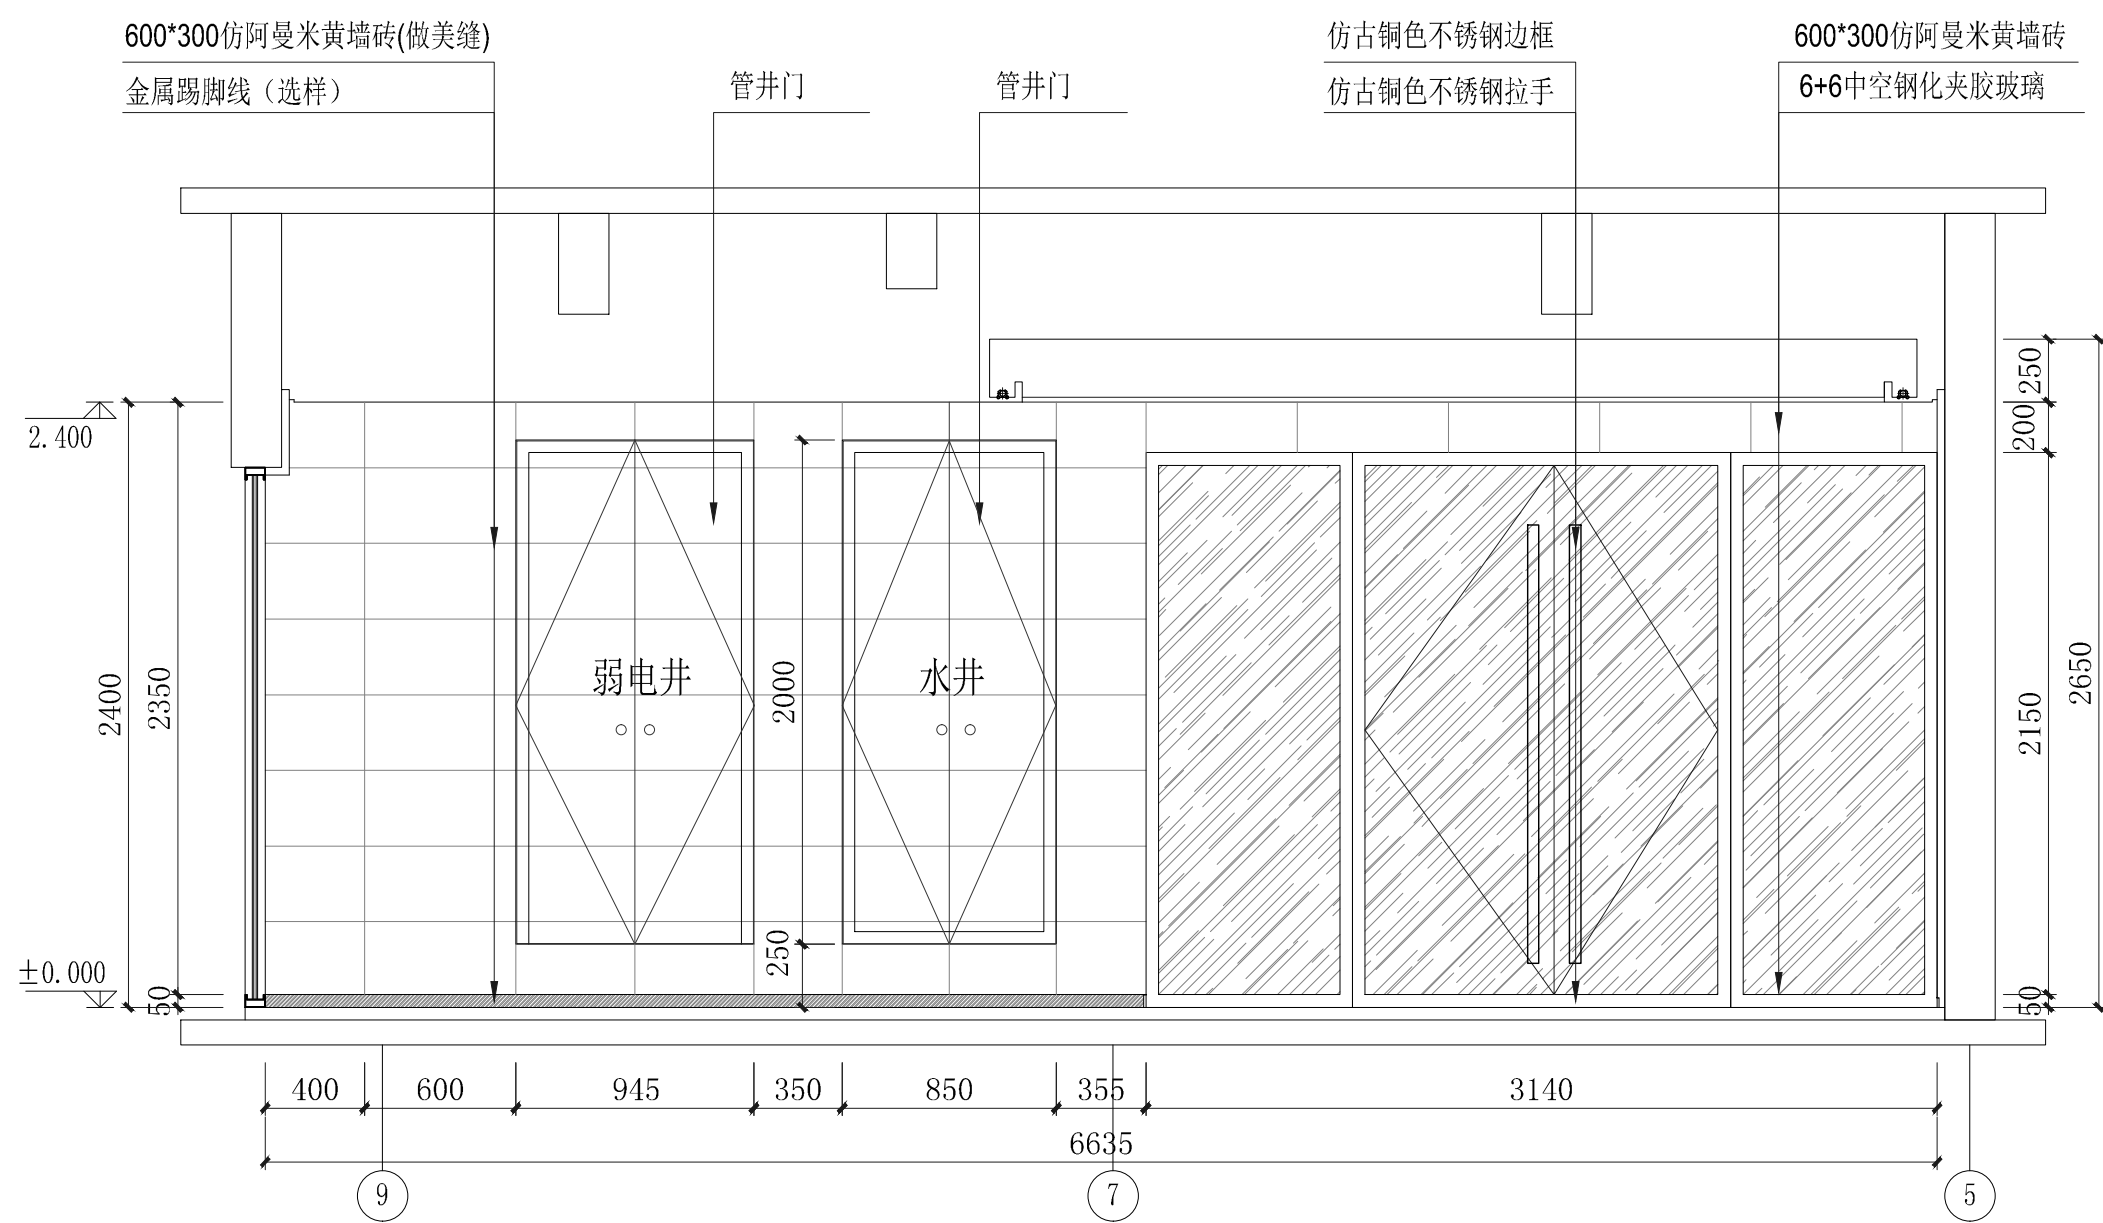 600*300仿阿曼米黄墙砖(做美缝)
金属踢脚线（选样）
管井门
管井门
仿古铜色不锈钢边框
仿古铜色不锈钢拉手
600*300仿阿曼米黄墙砖
6+6中空钢化夹胶玻璃
2.400
±0.000
2400
2350
50
弱电井
2000
250
水井
250
200
2150
50
2650
400
600
945
350
850
355
3140
6635
9
7
5